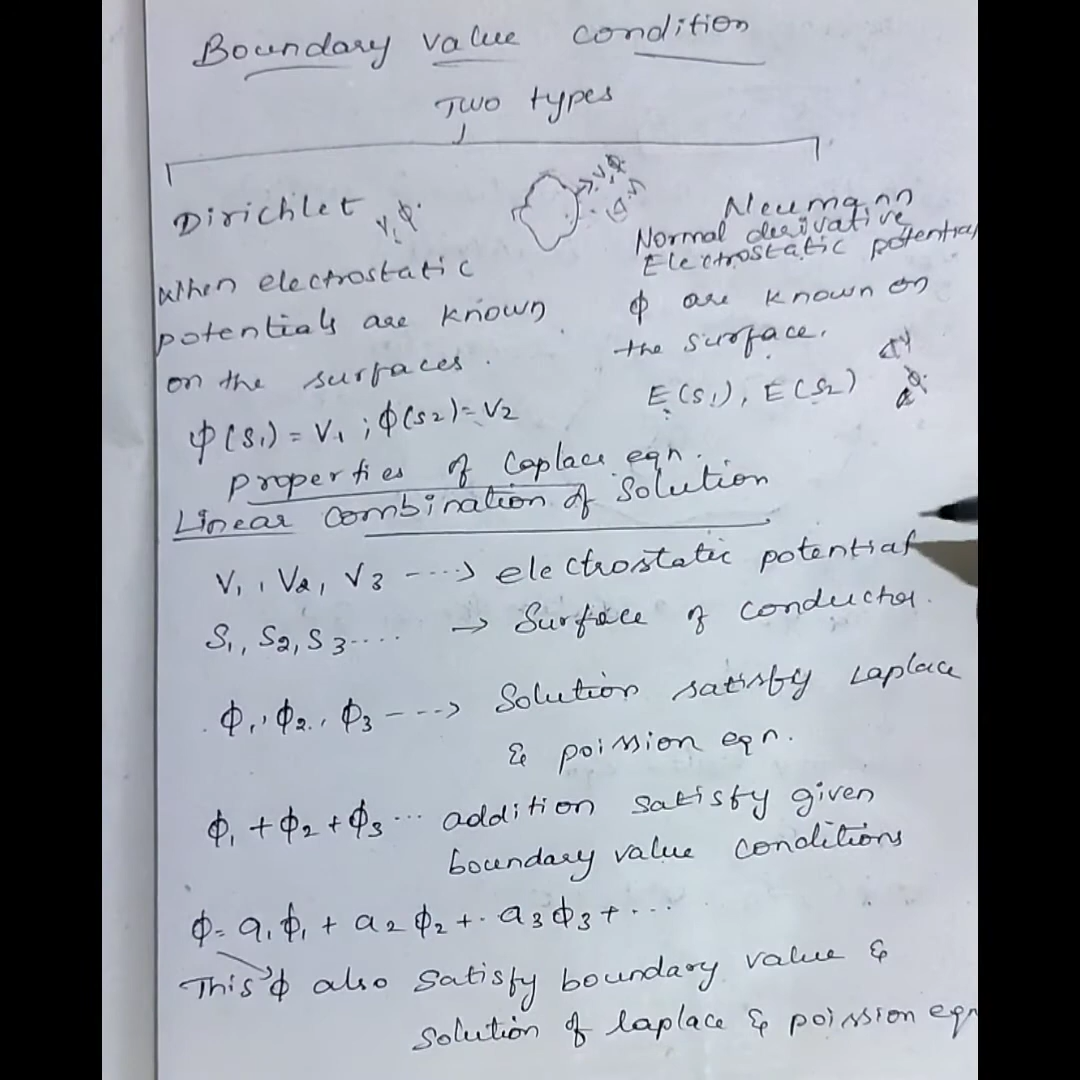 Boundary value condition
Two types
Dirichlet
V, Φ.
When electrostatic
potentials are known
on the surfaces.
Φ(S1) = V1 ; Φ(S2) = V2
Neumann
Normal derivative
Electrostatic potential
Φ are known on
the surface.
E(S1), E(S2)
Properties of Laplace eqn.
Linear combination of Solution
V1, V2, V3 ----> electrostatic potential
S1, S2, S3.... -> Surface of conductor.
Φ1, Φ2, Φ3 ----> Solution satisfy Laplace
& poission eqn.
Φ1 + Φ2 + Φ3 ... addition satisfy given
boundary value conditions
Φ = a1Φ1 + a2Φ2 + a3Φ3 + ...
This Φ also satisfy boundary value &
solution of laplace & poission eqn